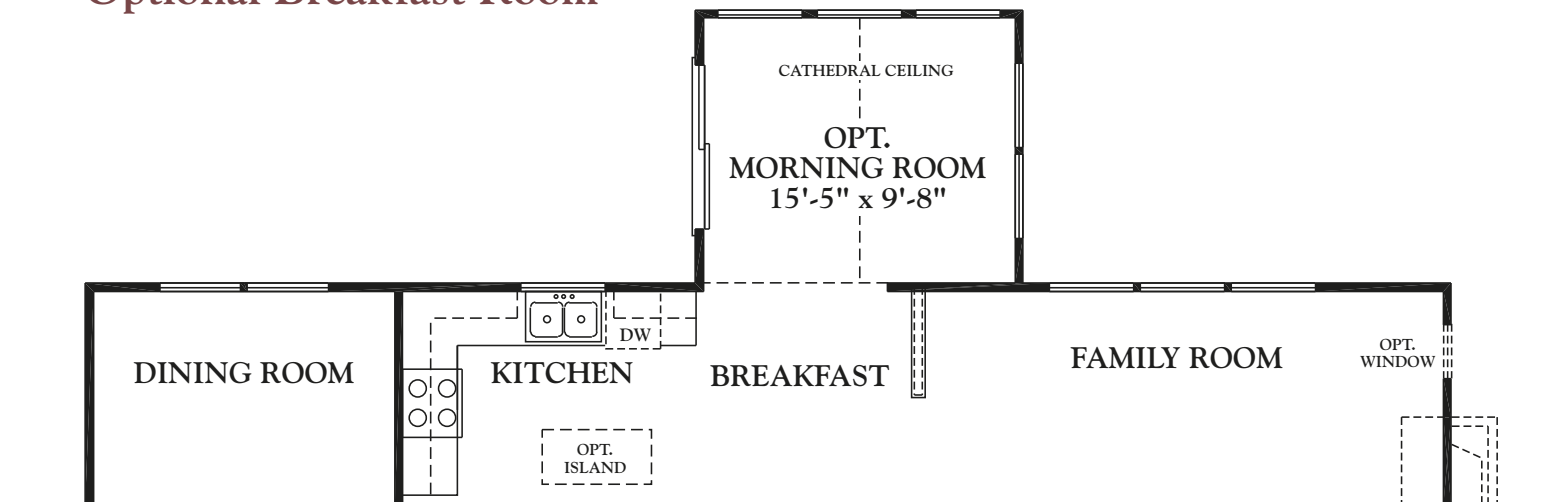 Optional Breakfast Room
CATHEDRAL CEILING
OPT.
MORNING ROOM
15'-5" x 9'-8"
DINING ROOM
KITCHEN
DW
BREAKFAST
FAMILY ROOM
OPT.
WINDOW
OPT.
ISLAND